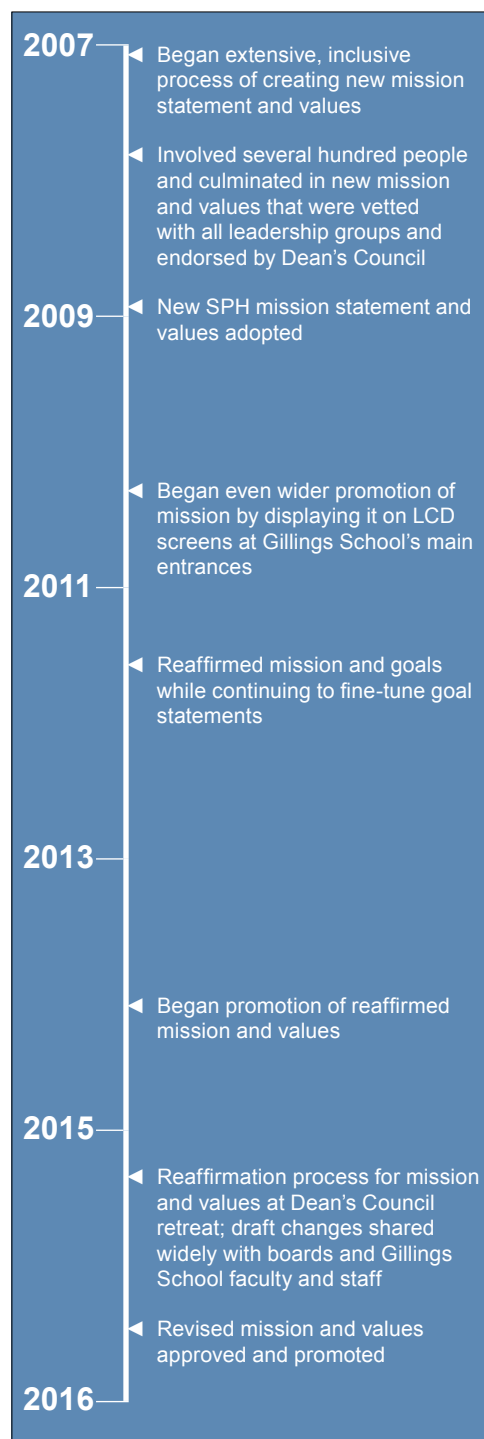 2007
Began extensive, inclusive
process of creating new mission
statement and values
Involved several hundred people
and culminated in new mission
and values that were vetted
with all leadership groups and
endorsed by Dean’s Council
New SPH mission statement and
2009
values adopted
Began even wider promotion of
mission by displaying it on LCD
screens at Gillings School’s main
entrances
2011
Reaffirmed mission and goals
while continuing to fine-tune goal
statements
2013
Began promotion of reaffirmed
mission and values
2015
Reaffirmation process for mission
and values at Dean’s Council
retreat; draft changes shared
widely with boards and Gillings
School faculty and staff
Revised mission and values
approved and promoted
2016